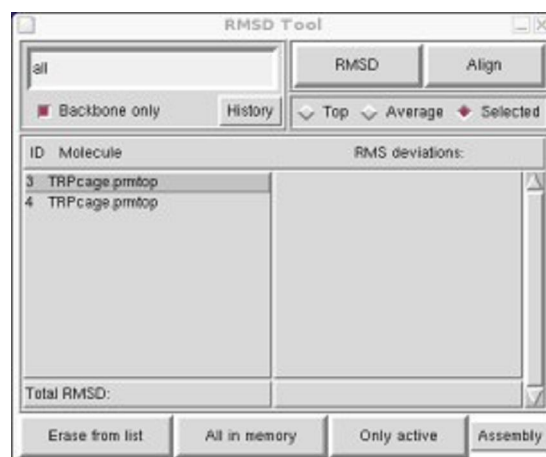 RMSD Tool
all
RMSD Align
Backbone only History Top Average Selected
ID Molecule RMS deviations:
3 TRPcage.prmtop
4 TRPcage.prmtop
Total RMSD:
Erase from list All in memory Only active Assembly